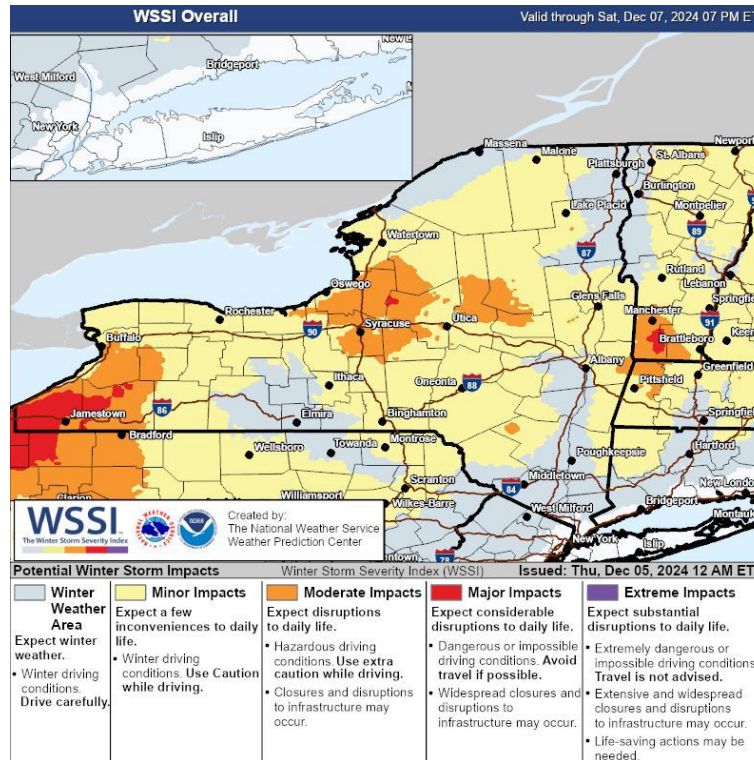 WSSI Overall
Valid through Sat, Dec 07, 2024 07 PM ET
West Milford
Bridgeport
New York
Islip
Massena
Malone
Newport
Plattsburgh
St. Albans
Burlington
Lake Placid
Montpelier
89
Watertown
87
Rutland
Lebanon
Oswego
Glens Falls
Springfi
Rochester
Manchester
90
Syracuse
Utica
91
Buffalo
Brattleboro
Keen
Albany
Greenfield
Ithaca
Oneonta
88
Pittsfield
Jamestown
86
Elmira
Binghamton
Springfield
Bradford
Montrose
Wellsboro
Towanda
Hartford
Poughkeepsie
Scranton
Middletown
New London
Clarion
Williamsport
84
Wilkes-Barre
West Milford
Bridgeport
Montauk
New York
Islip
78
WSSI
The Winter Storm Severity Index
NOAA
Created by:
The National Weather Service
Weather Prediction Center
Potential Winter Storm Impacts
Winter Storm Severity Index (WSSI)
Issued: Thu, Dec 05, 2024 12 AM ET
Winter
Weather
Area
Expect winter
weather.
• Winter driving
conditions.
Drive carefully.
Minor Impacts
Expect a few
inconveniences to daily
life.
• Winter driving
conditions. Use Caution
while driving.
Moderate Impacts
Expect disruptions
to daily life.
• Hazardous driving
conditions. Use extra
caution while driving.
• Closures and disruptions
to infrastructure may
occur.
Major Impacts
Expect considerable
disruptions to daily life.
• Dangerous or impossible
driving conditions. Avoid
travel if possible.
• Widespread closures and
disruptions to
infrastructure may occur.
Extreme Impacts
Expect substantial
disruptions to daily life.
• Extremely dangerous or
impossible driving conditions
Travel is not advised.
• Extensive and widespread
closures and disruptions
to infrastructure may occur.
• Life-saving actions may be
needed.